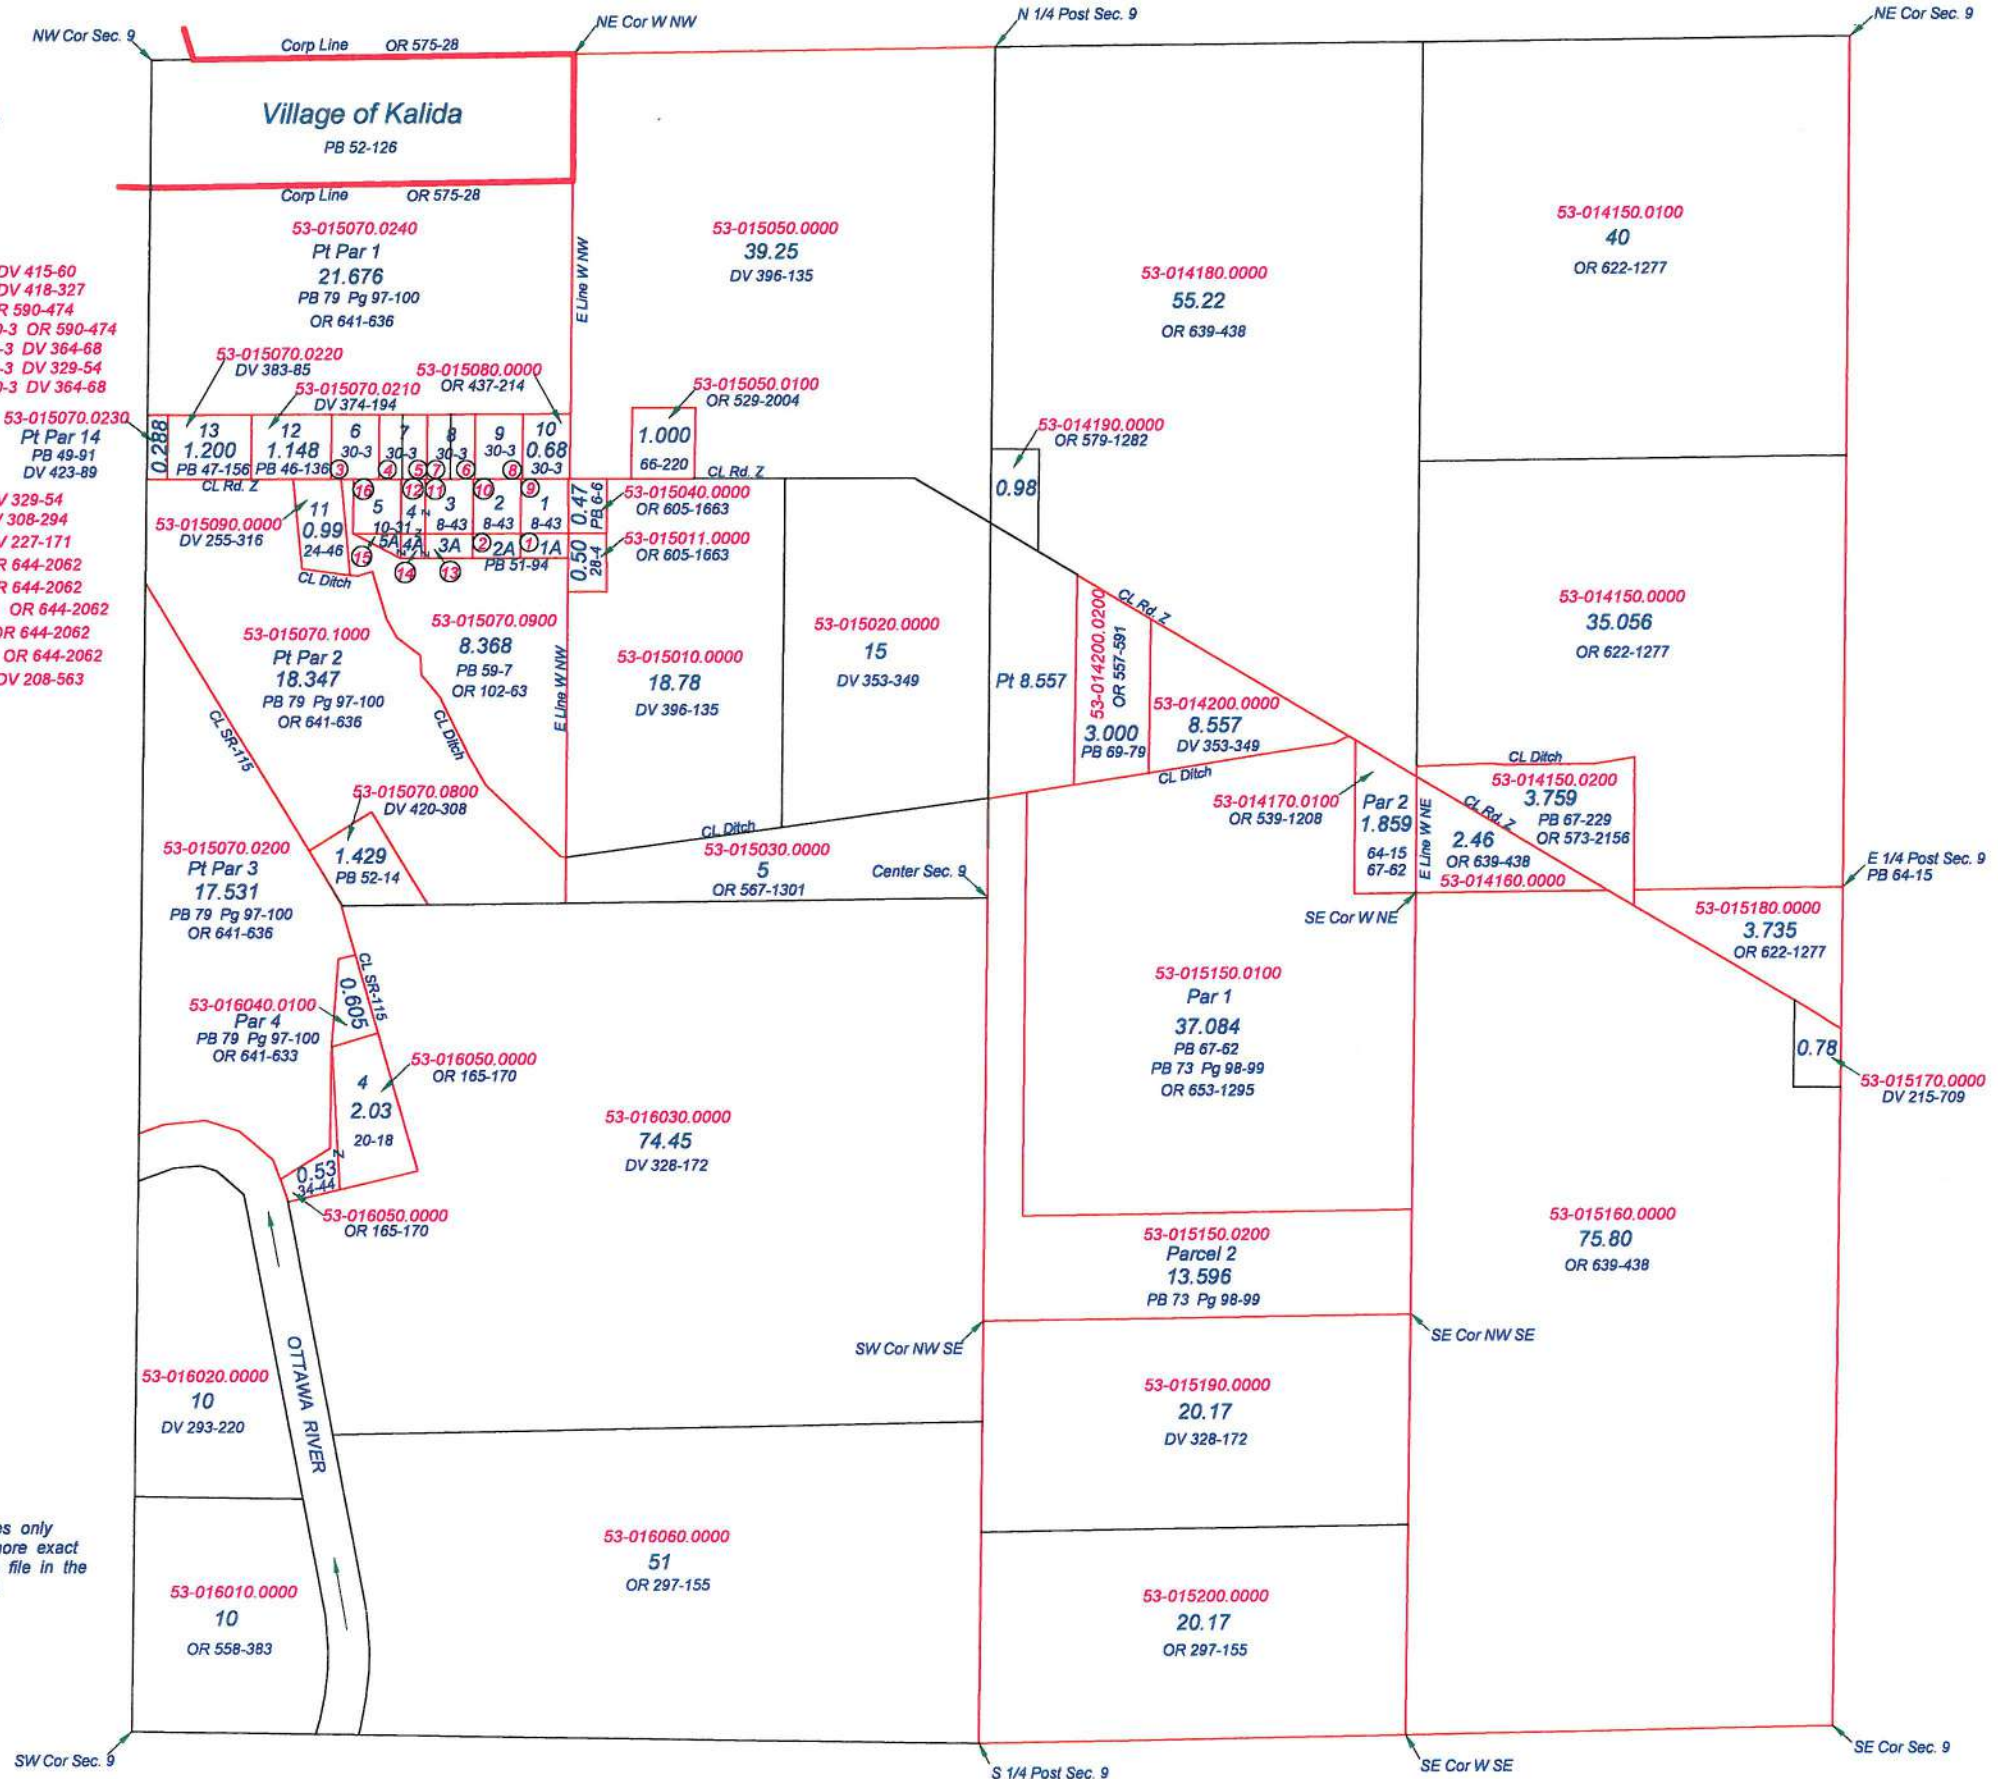 NW Cor Sec. 9
NE Cor W NW
N 1/4 Post Sec. 9
NE Cor Sec. 9
Corp Line OR 575-28
Village of Kalida
PB 52-126
Corp Line OR 575-28
53-015070.0240
Pt Par 1
21.676
PB 79 Pg 97-100
OR 641-636
E Line W NW
53-015050.0000
39.25
DV 396-135
53-014180.0000
55.22
OR 639-438
53-014150.0100
40
OR 622-1277
DV 415-60
DV 418-327
R 590-474
0-3 OR 590-474
-3 DV 364-68
-3 DV 329-54
0-3 DV 364-68
53-015070.0230
Pt Par 14
PB 49-91
DV 423-89
V 329-54
V 308-294
V 227-171
R 644-2062
R 644-2062
OR 644-2062
OR 644-2062
OR 644-2062
DV 208-563
53-015070.0220
DV 383-85
53-015070.0210
DV 374-194
53-015080.0000
OR 437-214
0.288
13
1.200
PB 47-156
12
1.148
PB 46-136
6
30-3
3
7
30-3
4
5
8
30-3
7
6
9
30-3
8
10
0.68
30-3
CL Rd. Z
53-015050.0100
OR 529-2004
1.000
66-220
CL Rd. Z
53-014190.0000
OR 579-1282
0.98
53-015090.0000
DV 255-316
11
0.99
24-46
CL Ditch
16
5
10-31
12
4
Z
11
3
8-43
10
2
8-43
9
1
8-43
5A
4A
Z
Z
3A
2
2A
1
1A
PB 51-94
15
14
13
0.47
PB 6-6
53-015040.0000
OR 605-1663
0.50
28-4
53-015011.0000
OR 605-1663
53-015070.1000
Pt Par 2
18.347
PB 79 Pg 97-100
OR 641-636
53-015070.0900
8.368
PB 59-7
OR 102-63
CL Ditch
E Line W NW
CL SR-115
53-015010.0000
18.78
DV 396-135
53-015020.0000
15
DV 353-349
Pt 8.557
53-014200.0200
OR 557-591
3.000
PB 69-79
CL Rd. Z
53-014200.0000
8.557
DV 353-349
CL Ditch
53-014150.0000
35.056
OR 622-1277
53-015070.0800
DV 420-308
1.429
PB 52-14
CL Ditch
53-015030.0000
5
OR 567-1301
Center Sec. 9
53-014170.0100
OR 539-1208
Par 2
1.859
64-15
67-62
E Line W NE
CL Ditch
53-014150.0200
3.759
PB 67-229
OR 573-2156
CL Rd. Z
2.46
OR 639-438
53-014160.0000
E 1/4 Post Sec. 9
PB 64-15
SE Cor W NE
53-015180.0000
3.735
OR 622-1277
53-015070.0200
Pt Par 3
17.531
PB 79 Pg 97-100
OR 641-636
CL SR-115
0.605
53-016040.0100
Par 4
PB 79 Pg 97-100
OR 641-633
53-016050.0000
OR 165-170
4
2.03
20-18
Z
0.53
34-44
53-016050.0000
OR 165-170
53-016030.0000
74.45
DV 328-172
53-015150.0100
Par 1
37.084
PB 67-62
PB 73 Pg 98-99
OR 653-1295
0.78
53-015170.0000
DV 215-709
53-015150.0200
Parcel 2
13.596
PB 73 Pg 98-99
53-015160.0000
75.80
OR 639-438
SW Cor NW SE
SE Cor NW SE
53-016020.0000
10
DV 293-220
OTTAWA RIVER
53-015190.0000
20.17
DV 328-172
es only
more exact
file in the
53-016010.0000
10
OR 558-383
53-016060.0000
51
OR 297-155
53-015200.0000
20.17
OR 297-155
SW Cor Sec. 9
S 1/4 Post Sec. 9
SE Cor W SE
SE Cor Sec. 9